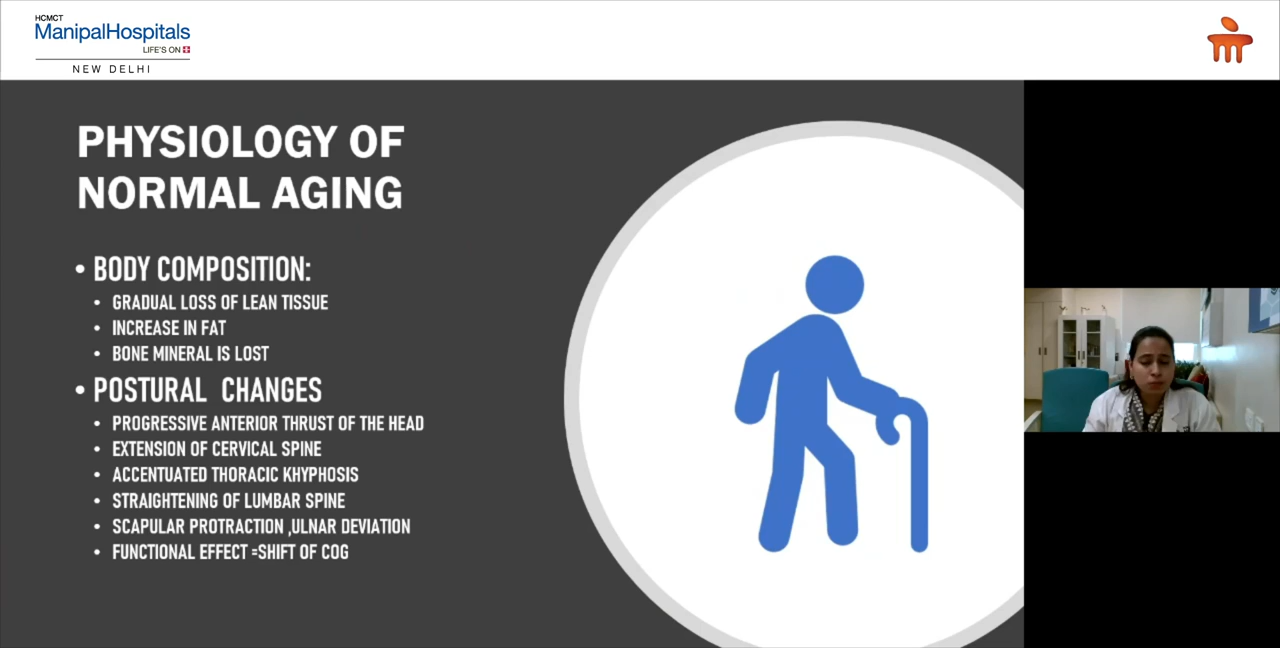 HCMCT
ManipalHospitals
LIFE'S ON
NEW DELHI
PHYSIOLOGY OF
NORMAL AGING
• BODY COMPOSITION:
• GRADUAL LOSS OF LEAN TISSUE
• INCREASE IN FAT
• BONE MINERAL IS LOST
• POSTURAL CHANGES
• PROGRESSIVE ANTERIOR THRUST OF THE HEAD
• EXTENSION OF CERVICAL SPINE
• ACCENTUATED THORACIC KHYPHOSIS
• STRAIGHTENING OF LUMBAR SPINE
• SCAPULAR PROTRACTION ,ULNAR DEVIATION
• FUNCTIONAL EFFECT =SHIFT OF COG